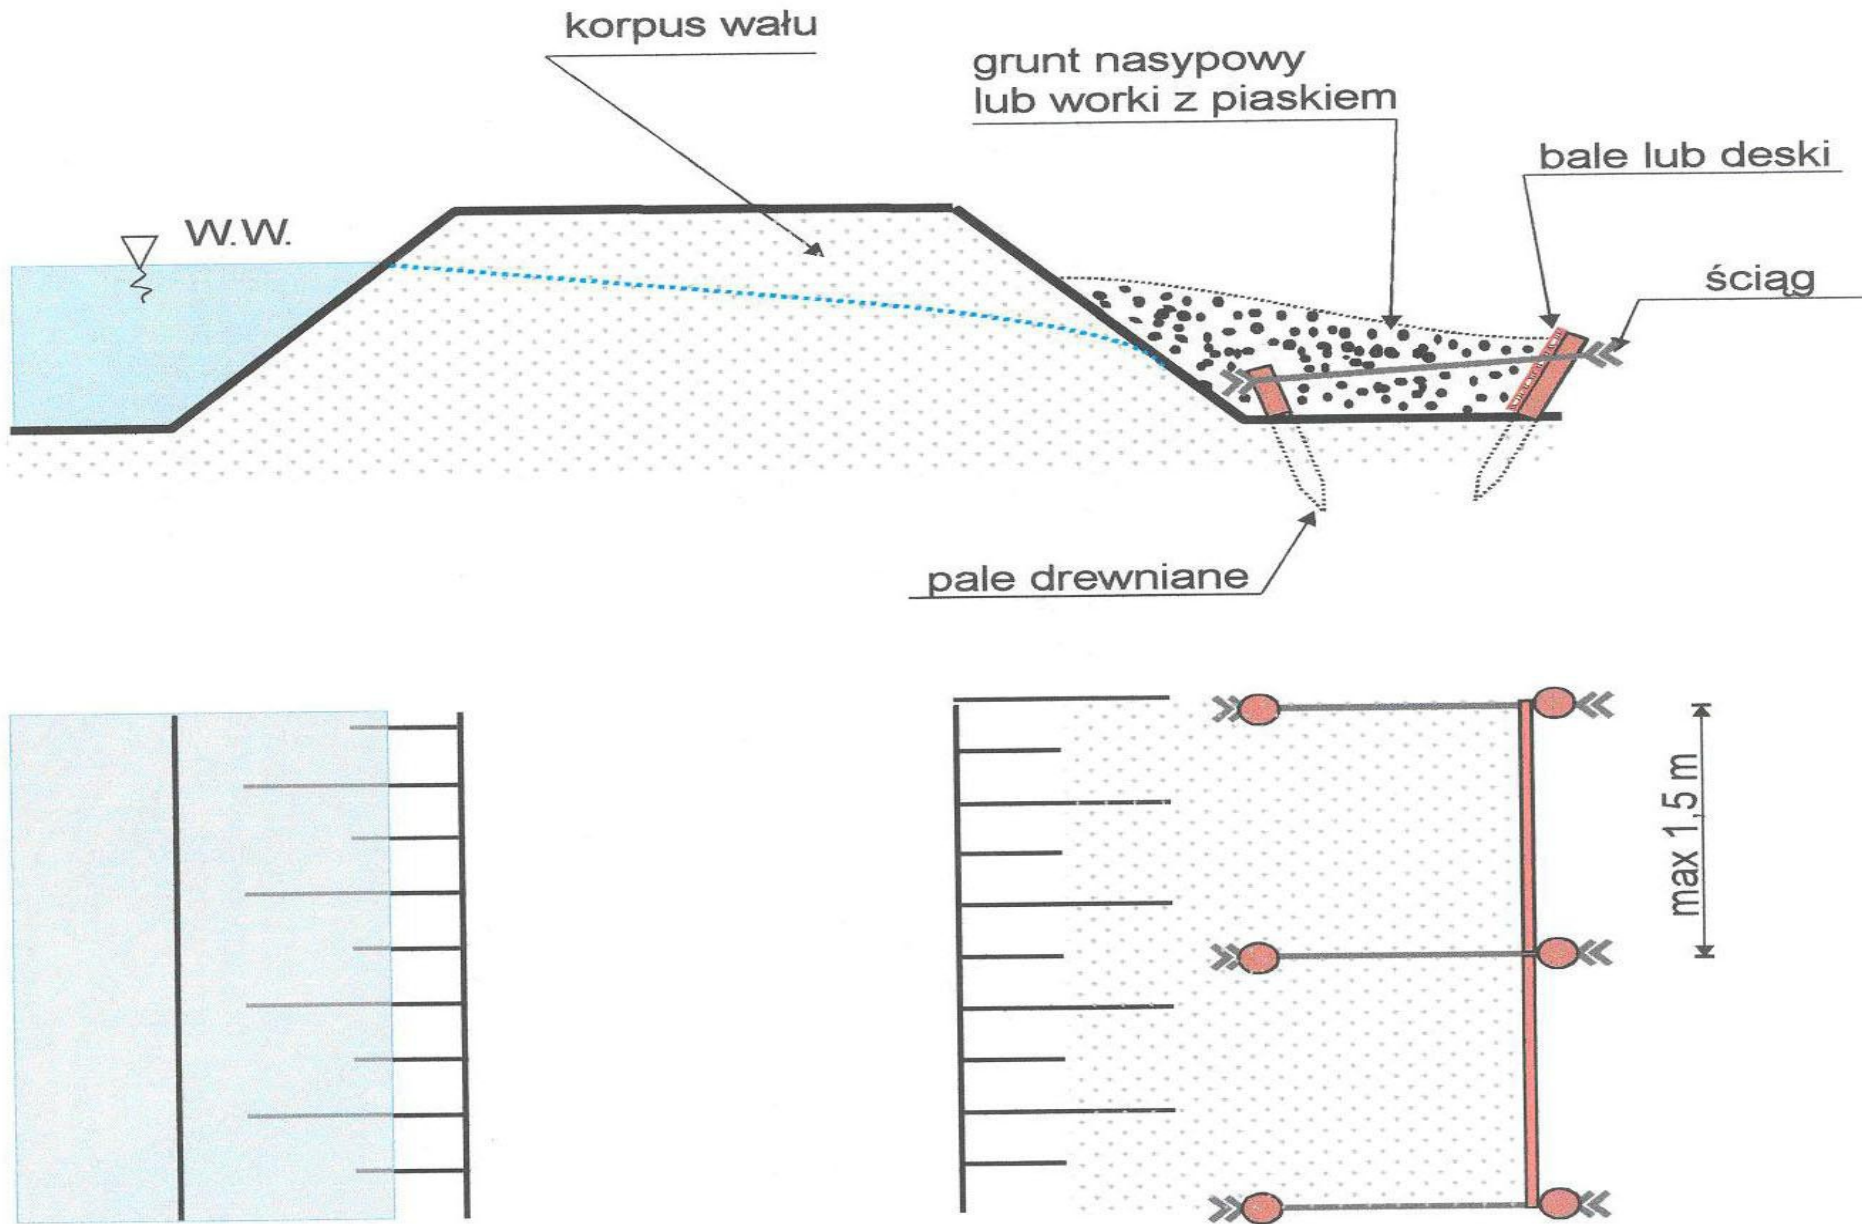 korpus wału
grunt nasypowy
lub worki z piaskiem
bale lub deski
W.W.
ściąg
pale drewniane
max 1,5 m